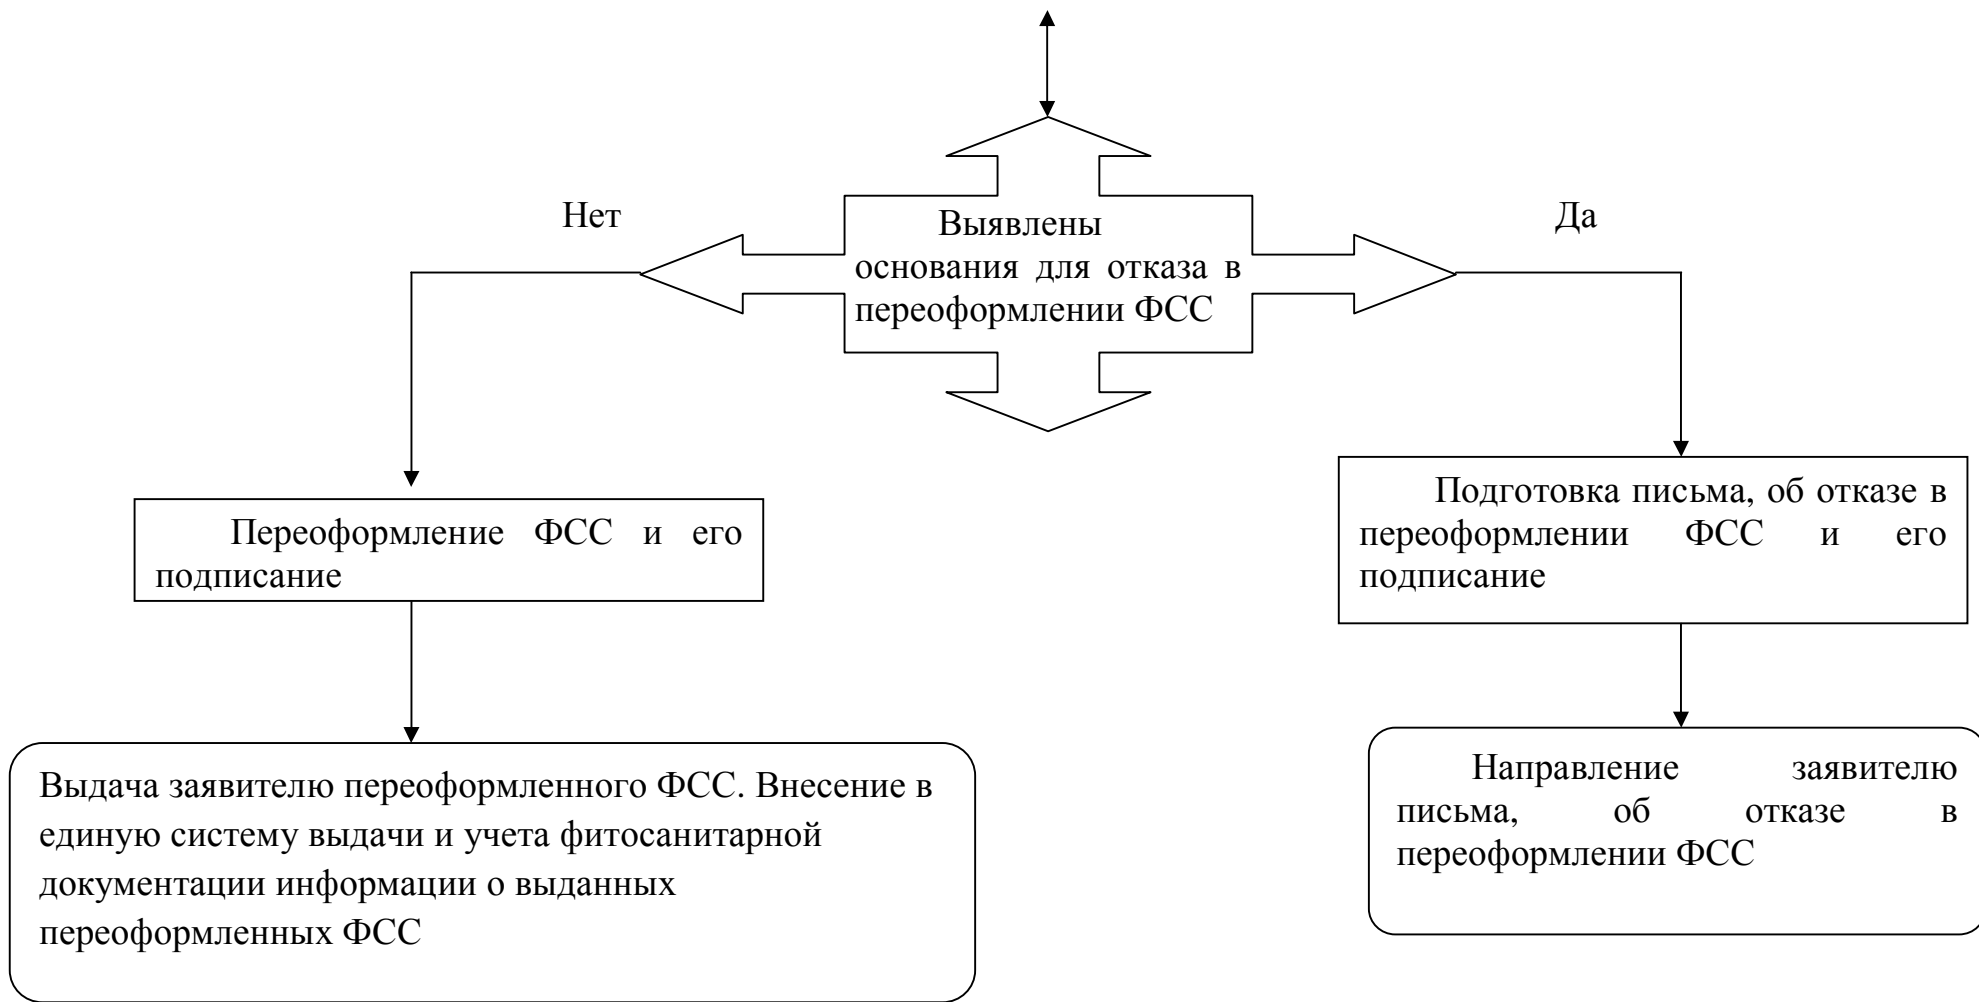 Нет
Да
Выявлены
основания для отказа в
переоформлении ФСС
Переоформление ФСС и его
подписание
Подготовка письма, об отказе в
переоформлении ФСС и его
подписание
Выдача заявителю переоформленного ФСС. Внесение в
единую систему выдачи и учета фитосанитарной
документации информации о выданных
переоформленных ФСС
Направление заявителю
письма, об отказе в
переоформлении ФСС